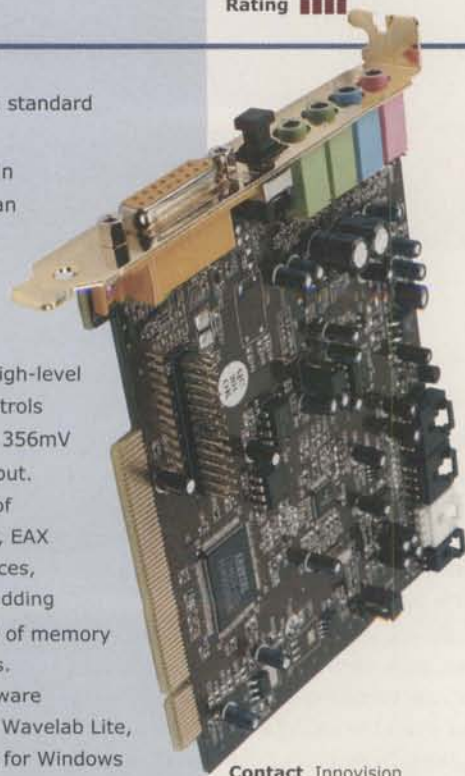 Rating
standard
n
an
igh-level
trols
356mV
out.
of
, EAX
ces,
dding
of memory
s.
ware
Wavelab Lite,
for Windows
Contact Innovision